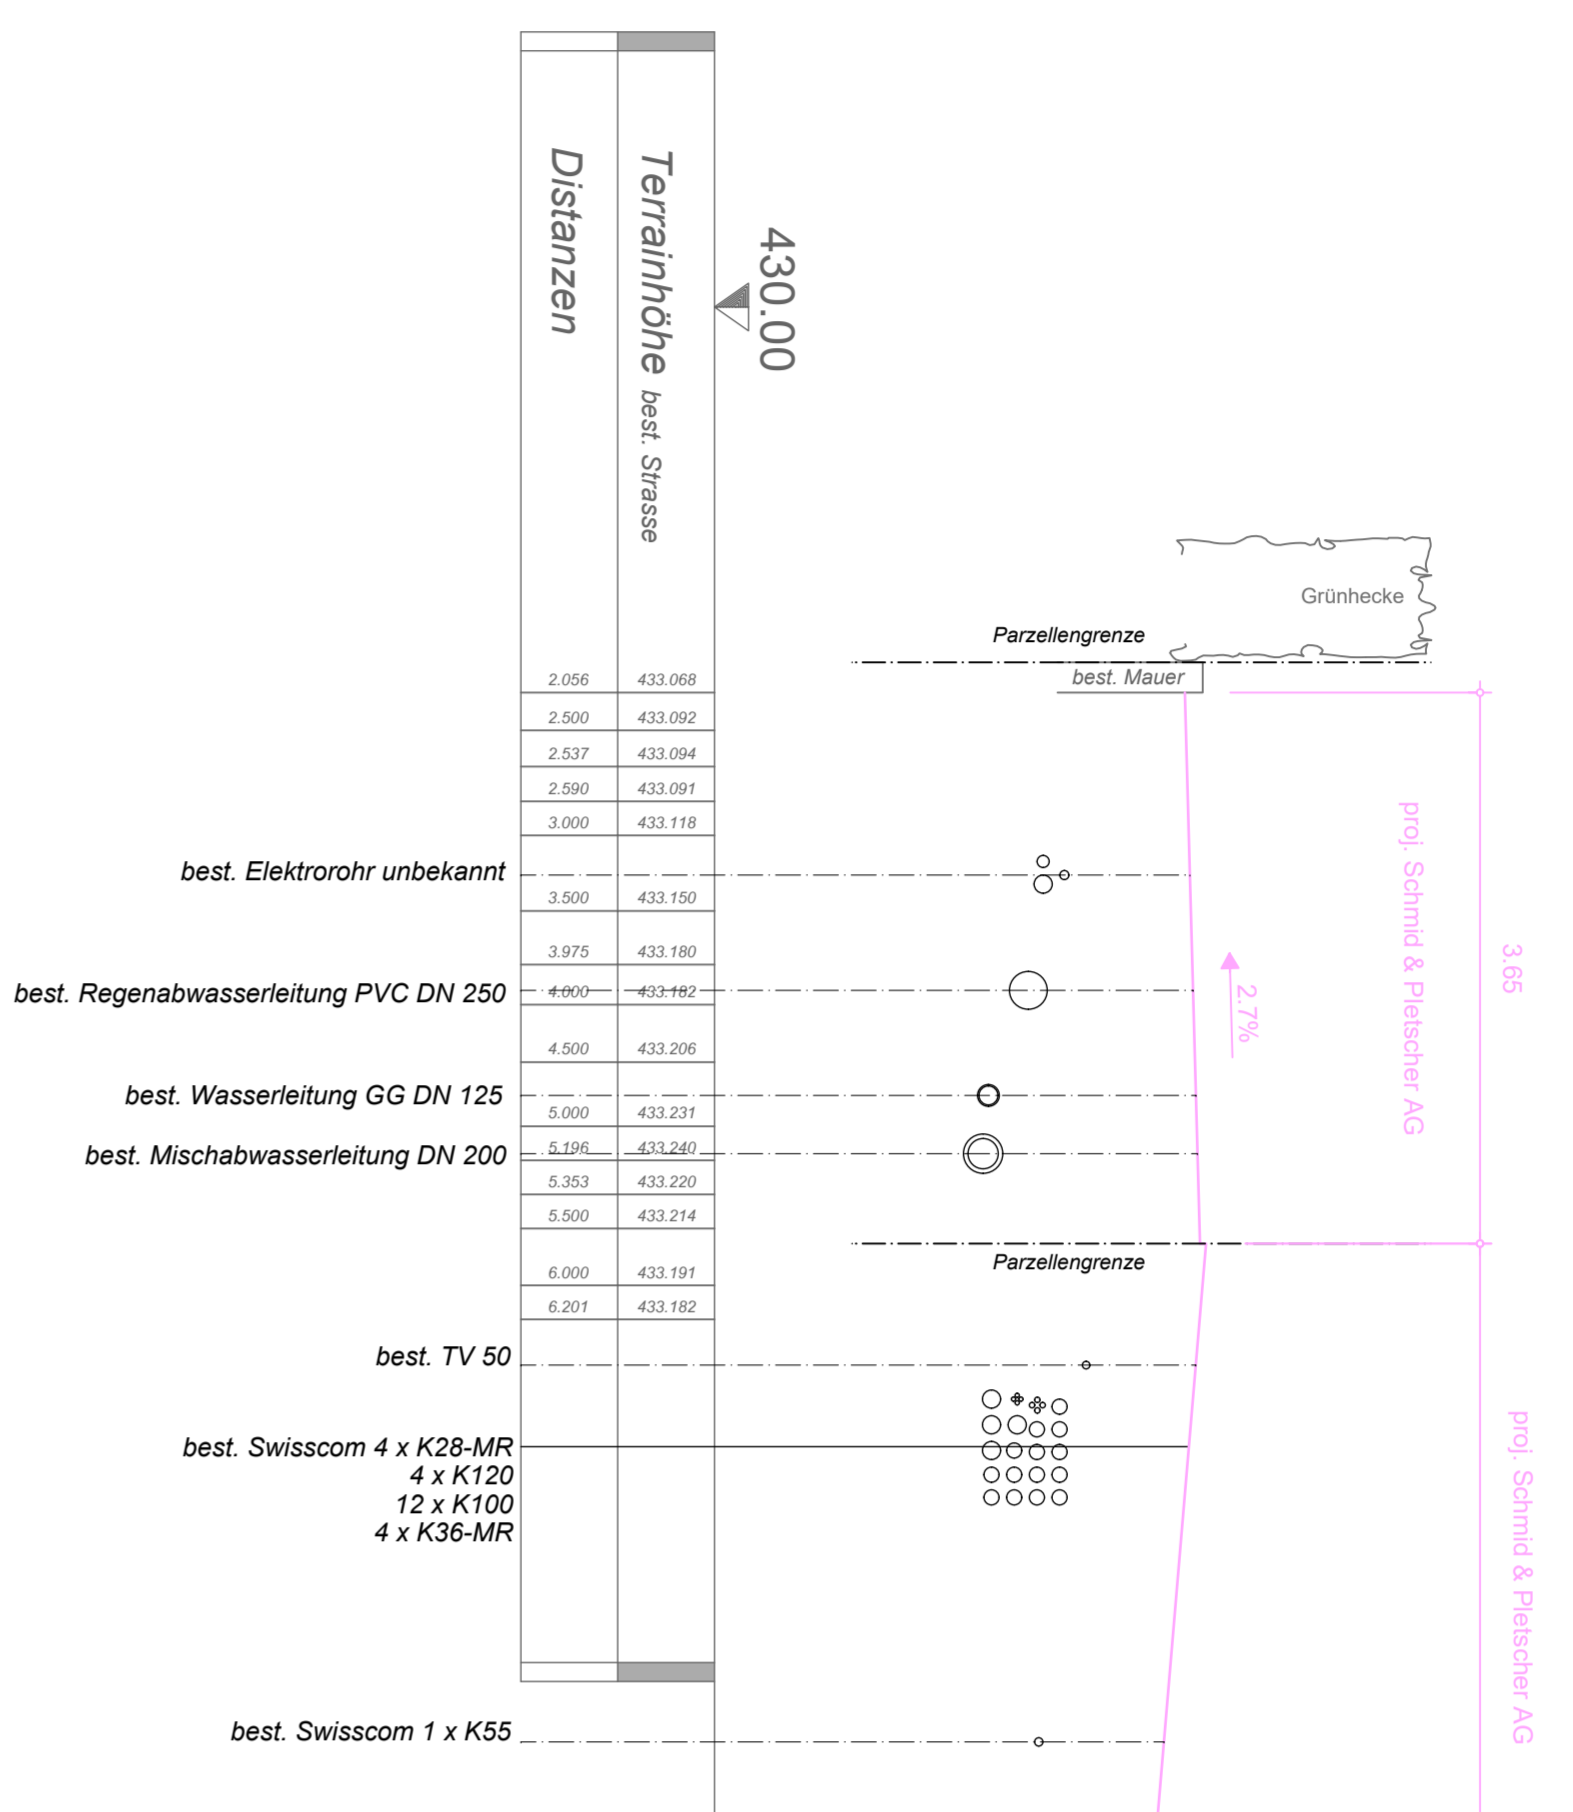 Distanzen
Terrainhöhe best. Strasse
430.00
Grünhecke
Parzellengrenze
best. Mauer
2.056 433.068
2.500 433.092
2.537 433.094
2.590 433.091
3.000 433.118
best. Elektrorohr unbekannt
3.500 433.150
3.975 433.180
best. Regenabwasserleitung PVC DN 250
4.000 433.182
4.500 433.206
best. Wasserleitung GG DN 125
5.000 433.231
best. Mischabwasserleitung DN 200
5.196 433.240
5.353 433.220
5.500 433.214
Parzellengrenze
6.000 433.191
6.201 433.182
best. TV 50
best. Swisscom 4 x K28-MR
4 x K120
12 x K100
4 x K36-MR
best. Swisscom 1 x K55
2.7%
proj. Schmid & Pletscher AG
3.65
proj. Schmid & Pletscher AG